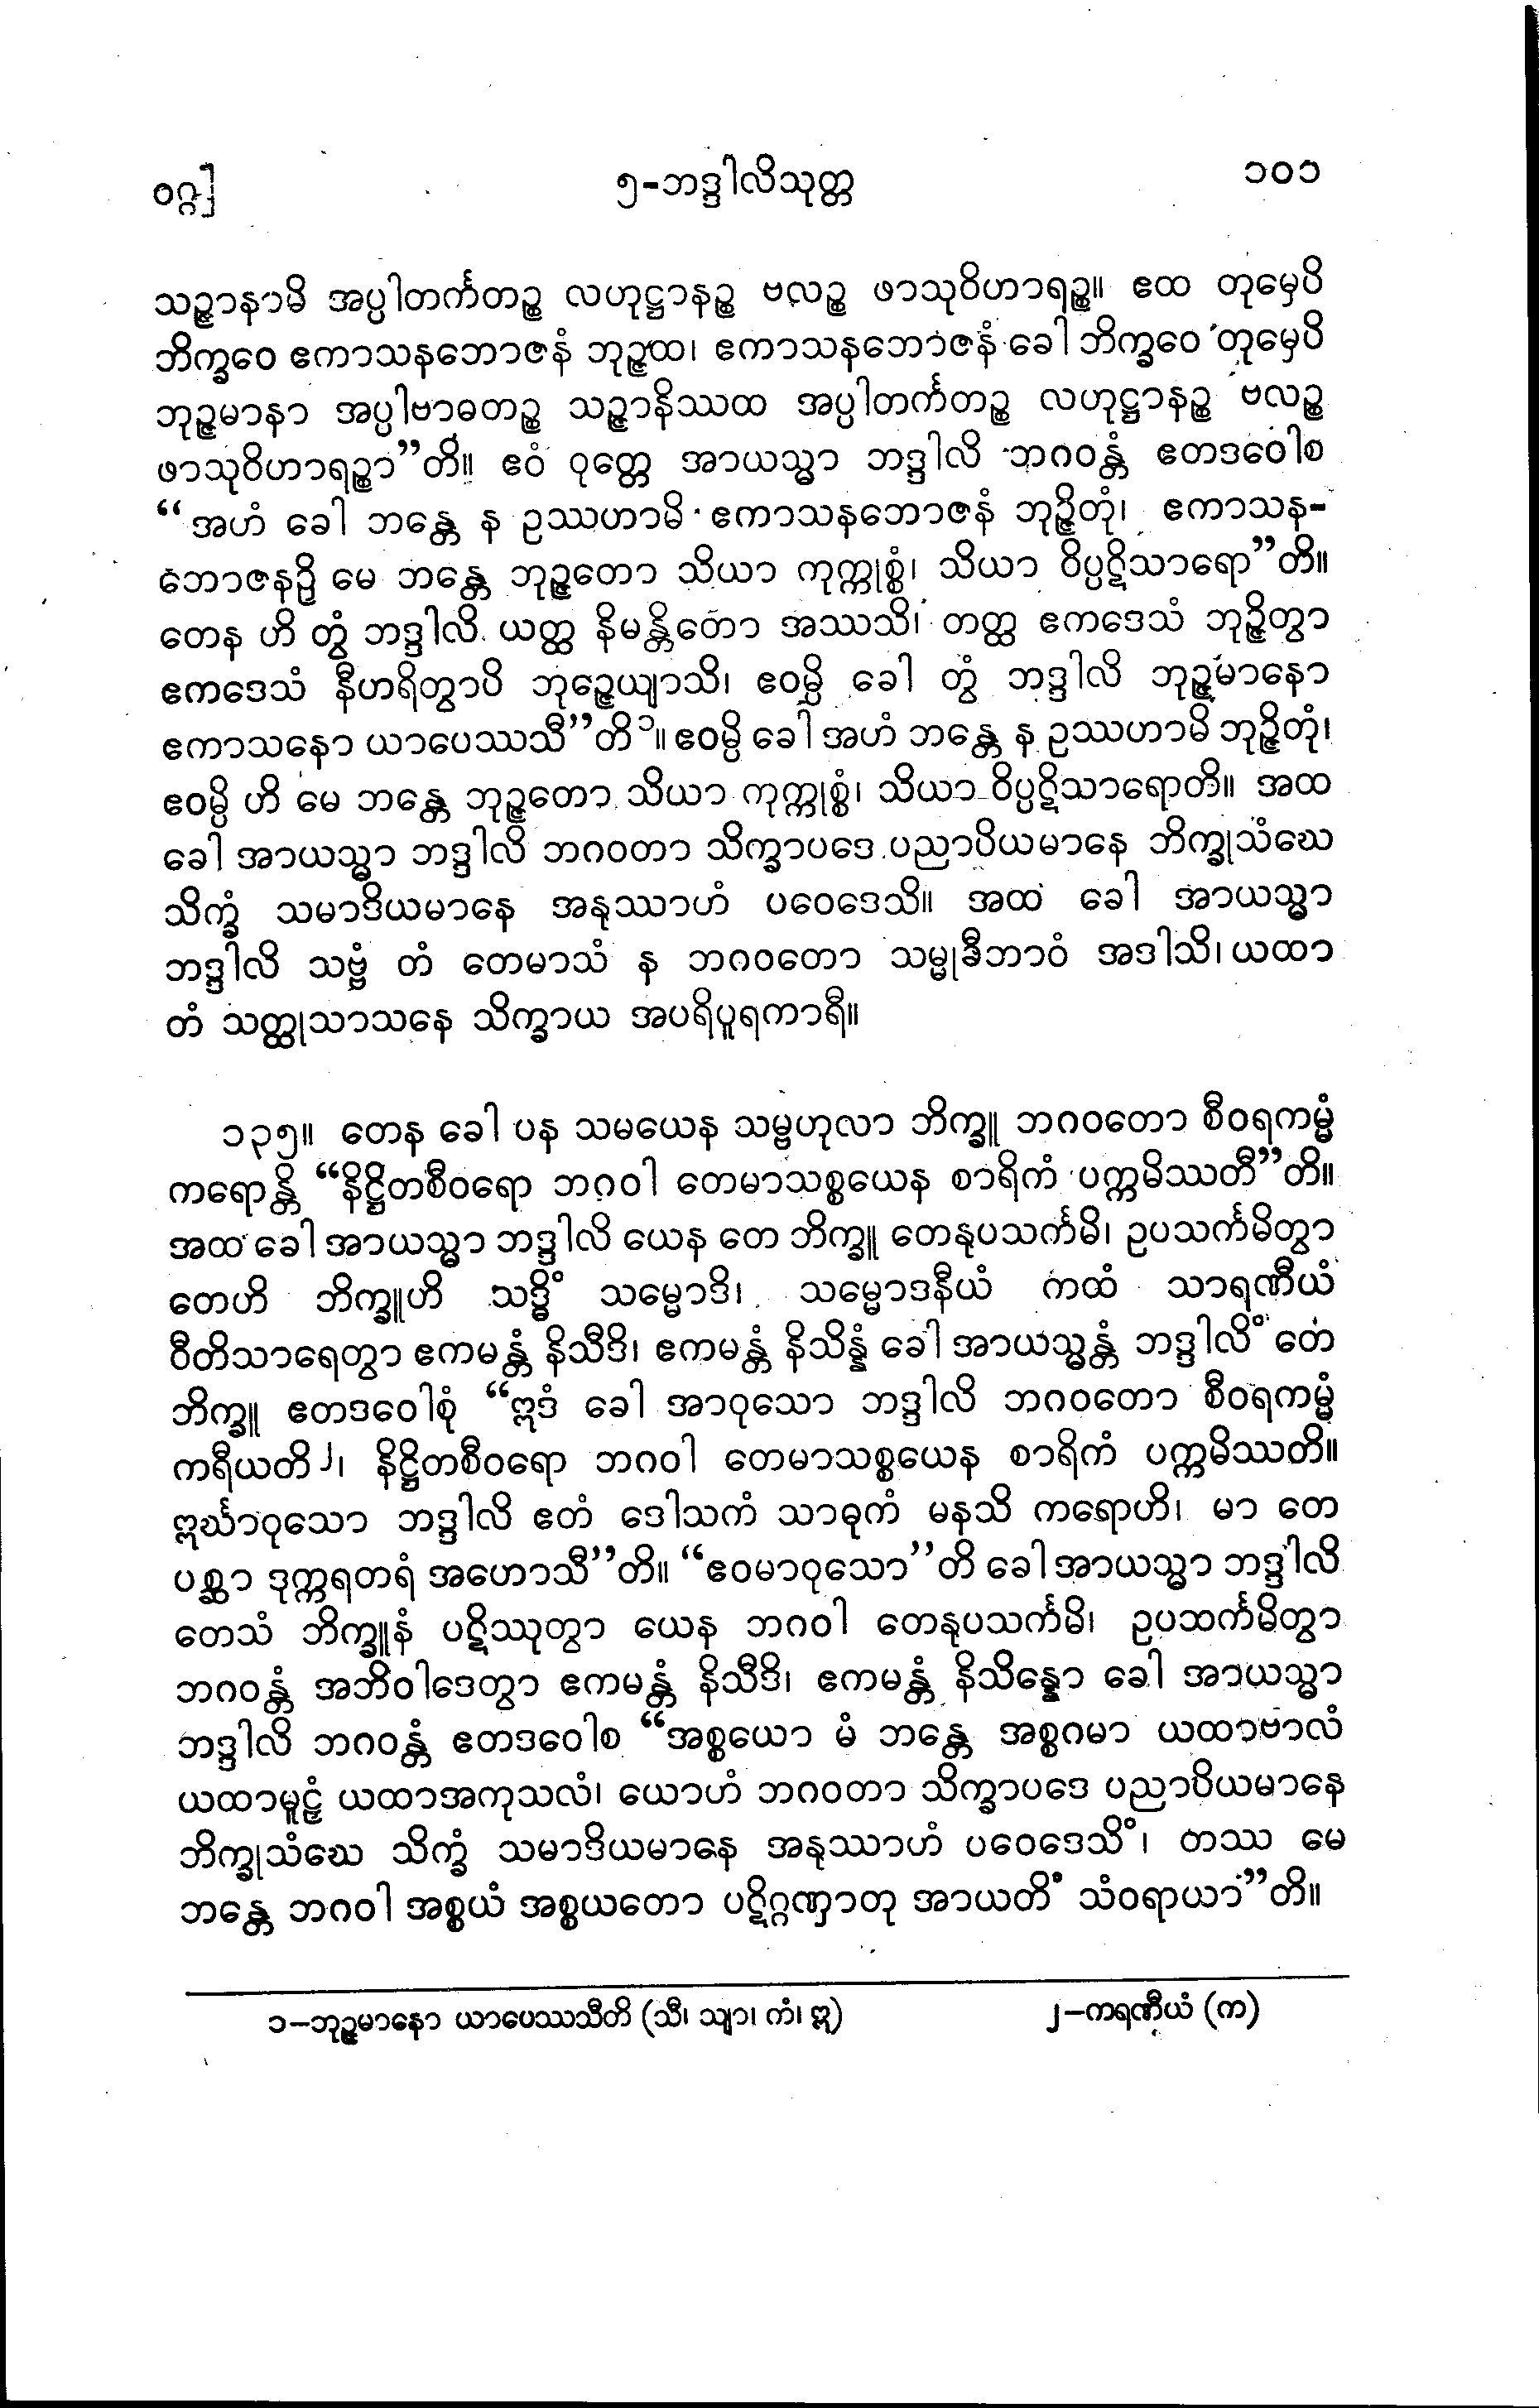 ဝဂ္ဂ]
၅-ဘဒ္ဒါလိသုတ္တ
၁၀၁
သဉ္ဇာနာမိ အပ္ပါတင်္ကတဉ္စ လဟုဋ္ဌာနဉ္စ ဗလဉ္စ ဖာသုဝိဟာရဉ္စ။ ဧထ တုမှေပိ
ဘိက္ခဝေ ဧကာသနဘောဇနံ ဘုဉ္ဇထ၊ ဧကာသနဘောဇနံ ခေါ ဘိက္ခဝေ တုမှေပိ
ဘုဉ္ဇမာနာ အပ္ပါဗာဓတဉ္စ သဉ္ဇာနိဿထ အပ္ပါတင်္ကတဉ္စ လဟုဋ္ဌာနဉ္စ ဗလဉ္စ
ဖာသုဝိဟာရဉ္စာ”တိ။ ဧဝံ ဝုတ္တေ အာယသ္မာ ဘဒ္ဒါလိ ဘဂဝန္တံ ဧတဒဝေါစ
“အဟံ ခေါ ဘန္တေ န ဥဿဟာမိ ဧကာသနဘောဇနံ ဘုဉ္ဇိတုံ၊ ဧကာသန-
ဘောဇနဉှိ မေ ဘန္တေ ဘုဉ္ဇတော သိယာ ကုက္ကုစ္စံ၊ သိယာ ဝိပ္ပဋိသာရော”တိ။
တေန ဟိ တွံ ဘဒ္ဒါလိ ယတ္ထ နိမန္တိတော အဿသိ၊ တတ္ထ ဧကဒေသံ ဘုဉ္ဇိတွာ
ဧကဒေသံ နီဟရိတွာပိ ဘုဉ္ဇေယျာသိ၊ ဧဝမ္ပိ ခေါ တွံ ဘဒ္ဒါလိ ဘုဉ္ဇမာနော
ဧကာသနော ယာပေဿသီ”တိ၁။ ဧဝမ္ပိ ခေါ အဟံ ဘန္တေ န ဥဿဟာမိ ဘုဉ္ဇိတုံ၊
ဧဝမ္ပိ ဟိ မေ ဘန္တေ ဘုဉ္ဇတော သိယာ ကုက္ကုစ္စံ၊ သိယာ ဝိပ္ပဋိသာရောတိ။ အထ
ခေါ အာယသ္မာ ဘဒ္ဒါလိ ဘဂဝတာ သိက္ခာပဒေ ပညာပိယမာနေ ဘိက္ခုသံဃေ
သိက္ခံ သမာဒိယမာနေ အနုဿာဟံ ပဝေဒေသိ။ အထ ခေါ အာယသ္မာ
ဘဒ္ဒါလိ သဗ္ဗံ တံ တေမာသံ န ဘဂဝတော သမ္မုခီဘာဝံ အဒါသိ၊ ယထာ
တံ သတ္ထုသာသနေ သိက္ခာယ အပရိပူရကာရီ။
၁၃၅။ တေန ခေါ ပန သမယေန သမ္ဗဟုလာ ဘိက္ခူ ဘဂဝတော စီဝရကမ္မံ
ကရောန္တိ “နိဋ္ဌိတစီဝရော ဘဂဝါ တေမာသစ္စယေန စာရိကံ ပက္ကမိဿတီ”တိ။
အထ ခေါ အာယသ္မာ ဘဒ္ဒါလိ ယေန တေ ဘိက္ခူ တေနုပသင်္ကမိ၊ ဥပသင်္ကမိတွာ
တေဟိ ဘိက္ခူဟိ သဒ္ဓိံ သမ္မောဒိ၊ သမ္မောဒနီယံ ကထံ သာရဏီယံ
ဝီတိသာရေတွာ ဧကမန္တံ နိသီဒိ၊ ဧကမန္တံ နိသိန္နံ ခေါ အာယသ္မန္တံ ဘဒ္ဒါလိံ တေ
ဘိက္ခူ ဧတဒဝေါစုံ “ဣဒံ ခေါ အာဝုသော ဘဒ္ဒါလိ ဘဂဝတော စီဝရကမ္မံ
ကရီယတိ၂၊ နိဋ္ဌိတစီဝရော ဘဂဝါ တေမာသစ္စယေန စာရိကံ ပက္ကမိဿတိ။
ဣင်္ဃာဝုသော ဘဒ္ဒါလိ ဧတံ ဒေါသကံ သာဓုကံ မနသိ ကရောဟိ၊ မာ တေ
ပစ္ဆာ ဒုက္ကရတရံ အဟောသီ”တိ။ “ဧဝမာဝုသော”တိ ခေါ အာယသ္မာ ဘဒ္ဒါလိ
တေသံ ဘိက္ခူနံ ပဋိဿုတွာ ယေန ဘဂဝါ တေနုပသင်္ကမိ၊ ဥပသင်္ကမိတွာ
ဘဂဝန္တံ အဘိဝါဒေတွာ ဧကမန္တံ နိသီဒိ၊ ဧကမန္တံ နိသိန္နော ခေါ အာယသ္မာ
ဘဒ္ဒါလိ ဘဂဝန္တံ ဧတဒဝေါစ “အစ္စယော မံ ဘန္တေ အစ္စဂမာ ယထာဗာလံ
ယထာမူဠှံ ယထာအကုသလံ၊ ယောဟံ ဘဂဝတာ သိက္ခာပဒေ ပညာပိယမာနေ
ဘိက္ခုသံဃေ သိက္ခံ သမာဒိယမာနေ အနုဿာဟံ ပဝေဒေသိံ၊ တဿ မေ
ဘန္တေ ဘဂဝါ အစ္စယံ အစ္စယတော ပဋိဂ္ဂဏှာတု အာယတိံ သံဝရာယာ”တိ။
၁-ဘုဉ္ဇမာနော ယာပေဿသီတိ (သီ၊ သျာ၊ ကံ၊ ဣ)
၂-ကရဏီယံ (က)